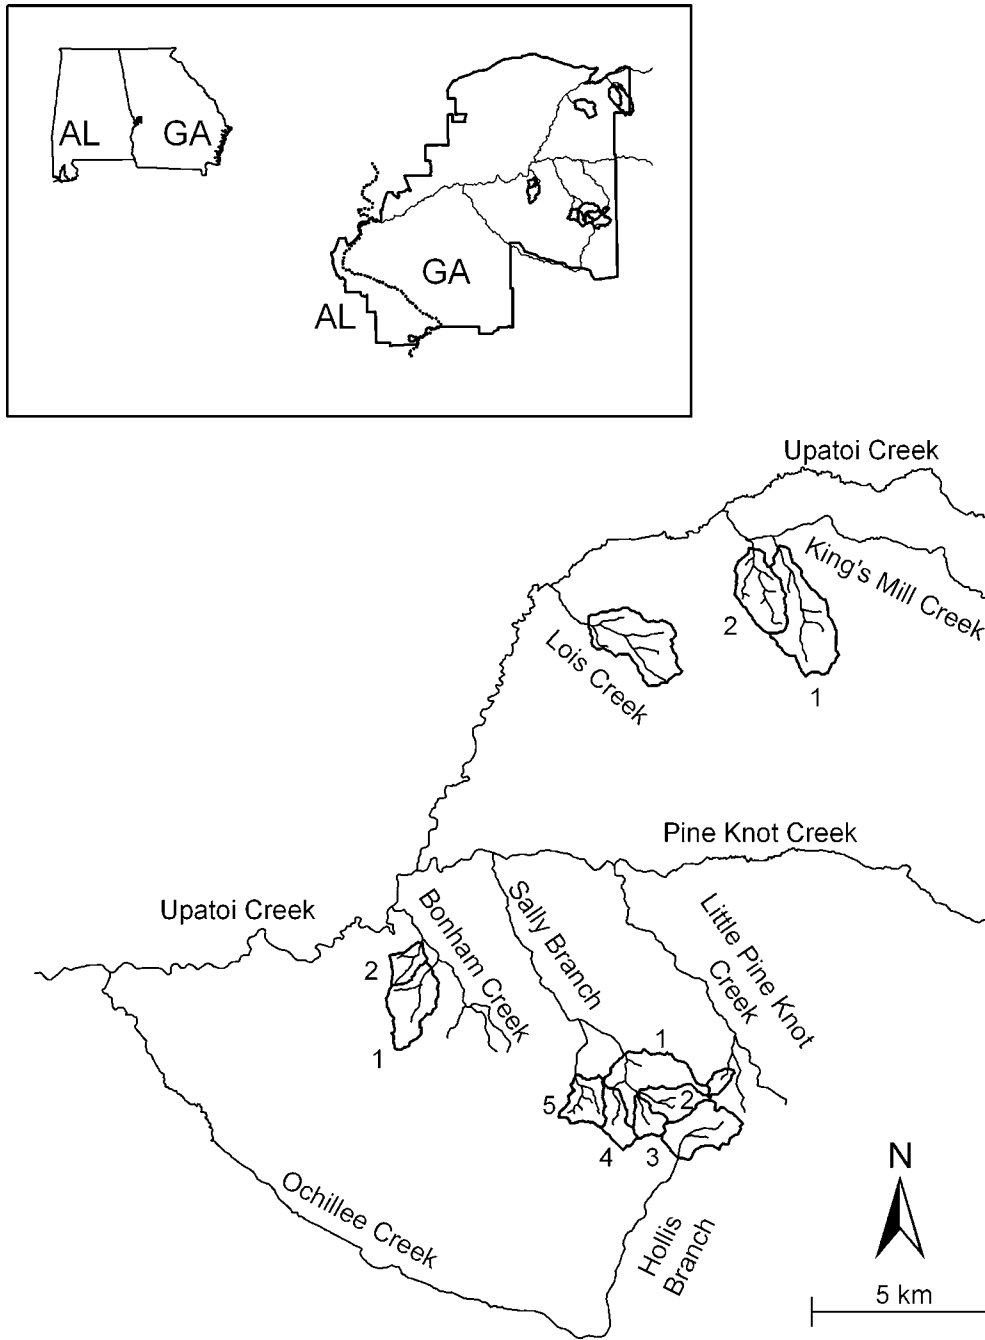 AL
GA
GA
AL
Upatoi Creek
King's Mill Creek
2
Lois Creek
1
Pine Knot Creek
Upatoi Creek
Bonham Creek
Sally Branch
Little Pine Knot
Creek
2
1
1
5
2
4
3
N
Ochillee Creek
Hollis
Branch
5 km